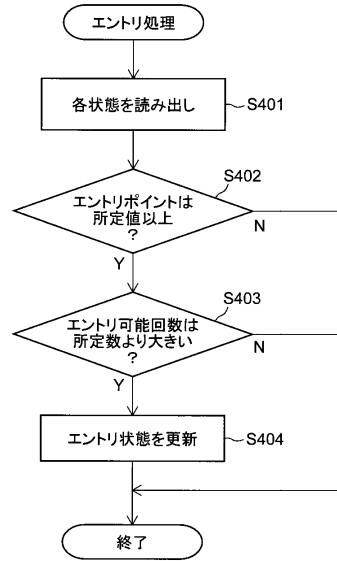 エントリ処理
各状態を読み出し
S401
S402
エントリポイントは
所定値以上
?
N
Y
S403
エントリ可能回数は
所定数より大きい
?
N
Y
エントリ状態を更新
S404
終了